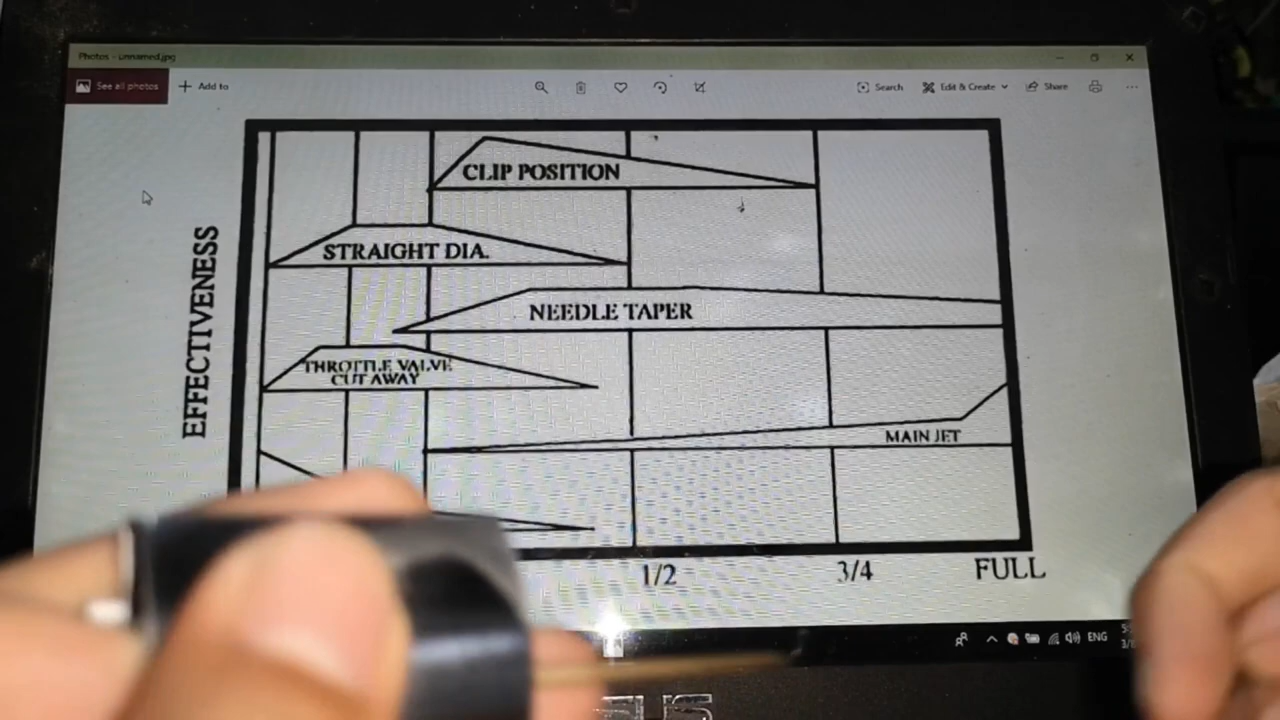 Photos - unnamed.jpg
See all photos
Add to
Search
Edit & Create
Share
CLIP POSITION
STRAIGHT DIA.
NEEDLE TAPER
THROTTLE VALVE
CUT AWAY
MAIN JET
EFFECTIVENESS
1/2 3/4 FULL
ENG